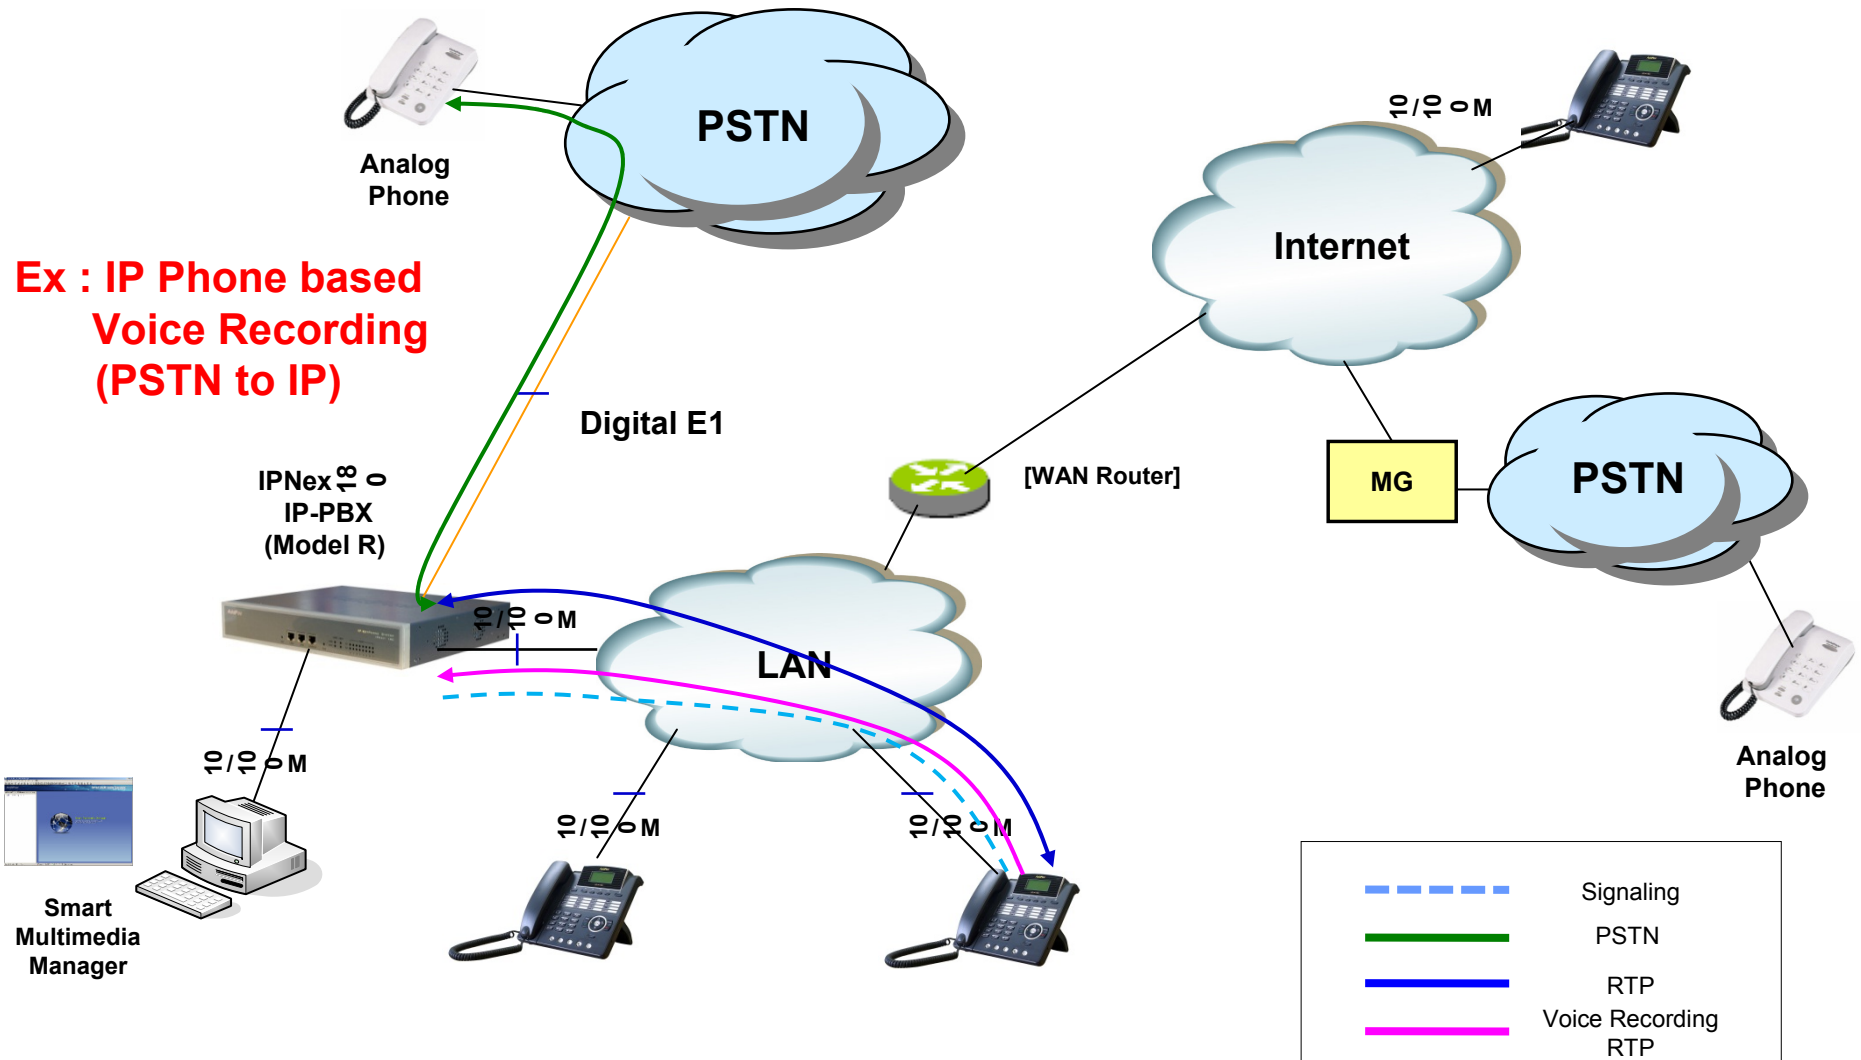 PSTN
Analog
Phone
10/100M
Internet
Ex : IP Phone based
Voice Recording
(PSTN to IP)
Digital E1
IPNex180
IP-PBX
(Model R)
[WAN Router]
MG
PSTN
10/100M
LAN
Analog
Phone
10/100M
10/100M
10/100M
Smart
Multimedia
Manager
Signaling
PSTN
RTP
Voice Recording
RTP